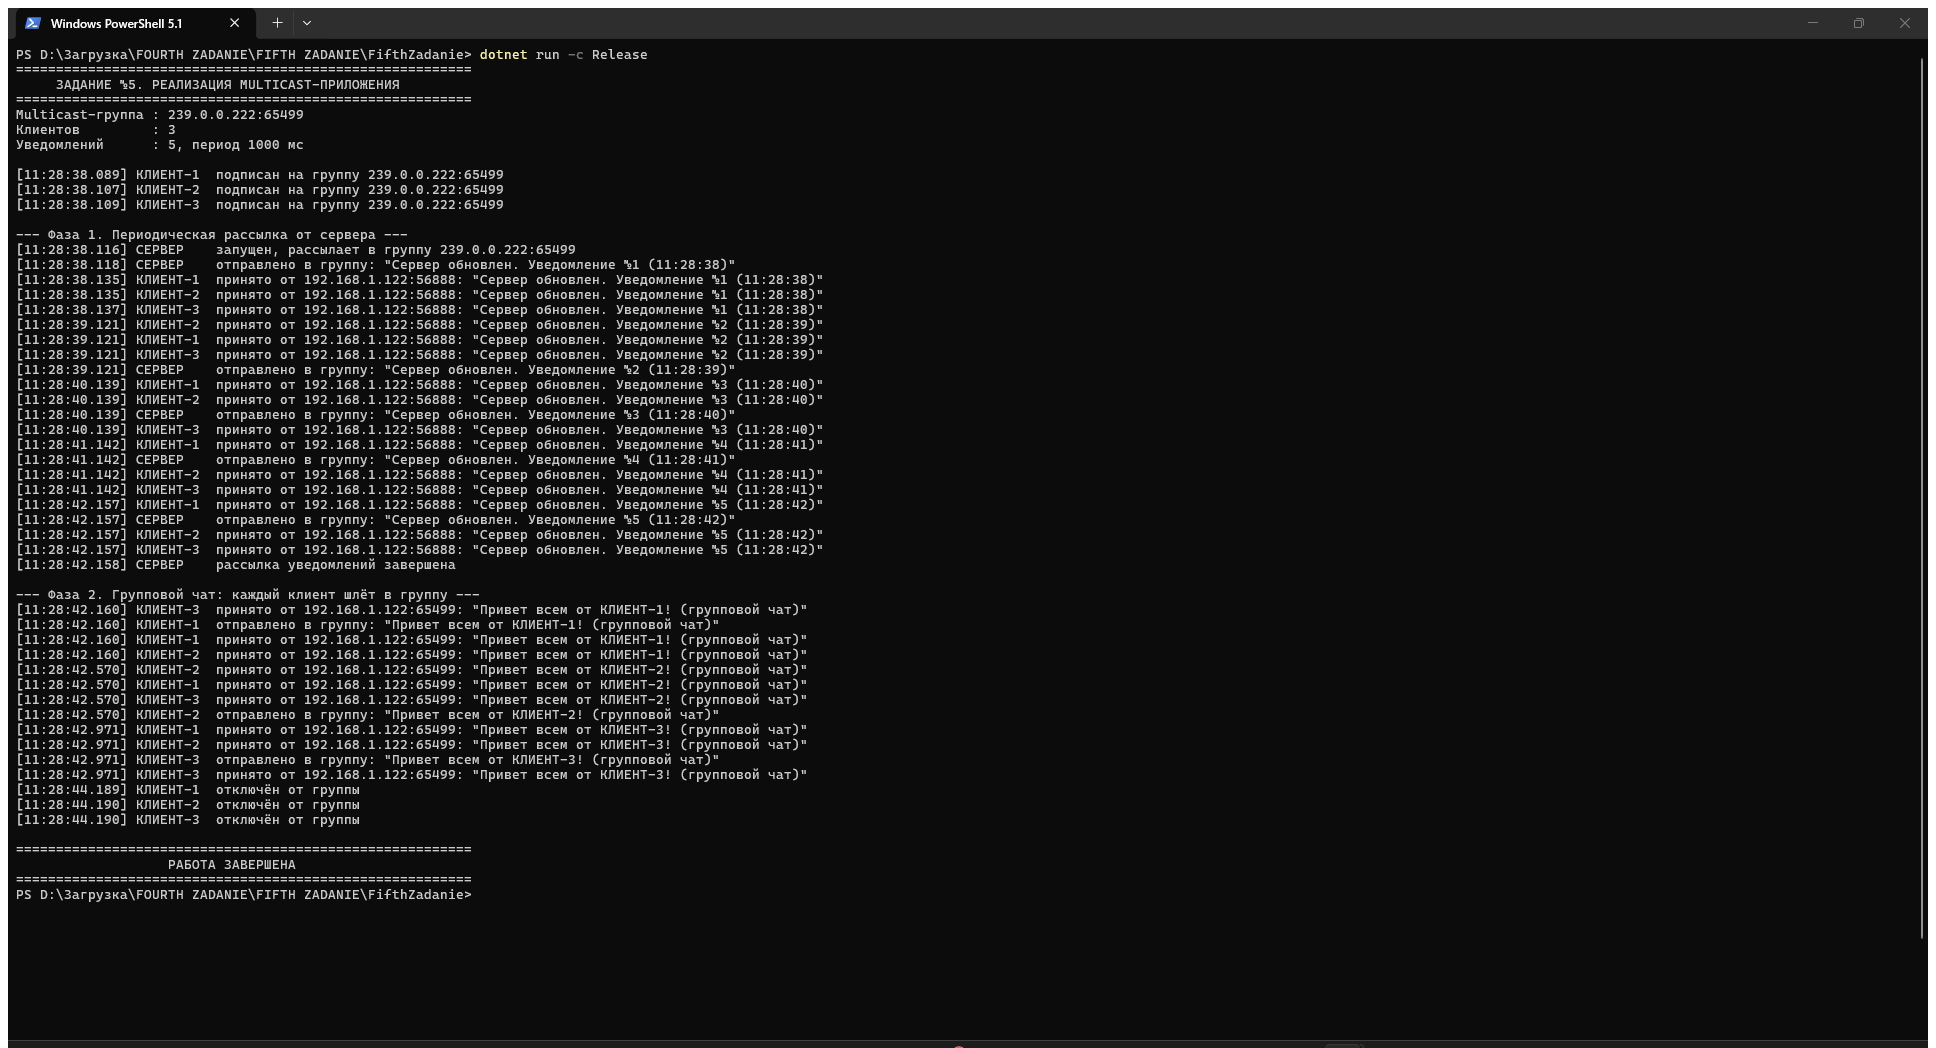 Windows PowerShell 5.1
PS D:\Загрузка\FOURTH ZADANIE\FIFTH ZADANIE\FifthZadanie> dotnet run -c Release
=========================================================
ЗАДАНИЕ №5. РЕАЛИЗАЦИЯ MULTICAST-ПРИЛОЖЕНИЯ
=========================================================
Multicast-группа : 239.0.0.222:65499
Клиентов : 3
Уведомлений : 5, период 1000 мс
[11:28:38.089] КЛИЕНТ-1 подписан на группу 239.0.0.222:65499
[11:28:38.107] КЛИЕНТ-2 подписан на группу 239.0.0.222:65499
[11:28:38.109] КЛИЕНТ-3 подписан на группу 239.0.0.222:65499
--- Фаза 1. Периодическая рассылка от сервера ---
[11:28:38.116] СЕРВЕР запущен, рассылает в группу 239.0.0.222:65499
[11:28:38.118] СЕРВЕР отправлено в группу: "Сервер обновлен. Уведомление №1 (11:28:38)"
[11:28:38.135] КЛИЕНТ-1 принято от 192.168.1.122:56888: "Сервер обновлен. Уведомление №1 (11:28:38)"
[11:28:38.135] КЛИЕНТ-2 принято от 192.168.1.122:56888: "Сервер обновлен. Уведомление №1 (11:28:38)"
[11:28:38.137] КЛИЕНТ-3 принято от 192.168.1.122:56888: "Сервер обновлен. Уведомление №1 (11:28:38)"
[11:28:39.121] КЛИЕНТ-2 принято от 192.168.1.122:56888: "Сервер обновлен. Уведомление №2 (11:28:39)"
[11:28:39.121] КЛИЕНТ-1 принято от 192.168.1.122:56888: "Сервер обновлен. Уведомление №2 (11:28:39)"
[11:28:39.121] КЛИЕНТ-3 принято от 192.168.1.122:56888: "Сервер обновлен. Уведомление №2 (11:28:39)"
[11:28:39.121] СЕРВЕР отправлено в группу: "Сервер обновлен. Уведомление №2 (11:28:39)"
[11:28:40.139] КЛИЕНТ-1 принято от 192.168.1.122:56888: "Сервер обновлен. Уведомление №3 (11:28:40)"
[11:28:40.139] КЛИЕНТ-2 принято от 192.168.1.122:56888: "Сервер обновлен. Уведомление №3 (11:28:40)"
[11:28:40.139] СЕРВЕР отправлено в группу: "Сервер обновлен. Уведомление №3 (11:28:40)"
[11:28:40.139] КЛИЕНТ-3 принято от 192.168.1.122:56888: "Сервер обновлен. Уведомление №3 (11:28:40)"
[11:28:41.142] КЛИЕНТ-1 принято от 192.168.1.122:56888: "Сервер обновлен. Уведомление №4 (11:28:41)"
[11:28:41.142] СЕРВЕР отправлено в группу: "Сервер обновлен. Уведомление №4 (11:28:41)"
[11:28:41.142] КЛИЕНТ-2 принято от 192.168.1.122:56888: "Сервер обновлен. Уведомление №4 (11:28:41)"
[11:28:41.142] КЛИЕНТ-3 принято от 192.168.1.122:56888: "Сервер обновлен. Уведомление №4 (11:28:41)"
[11:28:42.157] КЛИЕНТ-1 принято от 192.168.1.122:56888: "Сервер обновлен. Уведомление №5 (11:28:42)"
[11:28:42.157] СЕРВЕР отправлено в группу: "Сервер обновлен. Уведомление №5 (11:28:42)"
[11:28:42.157] КЛИЕНТ-2 принято от 192.168.1.122:56888: "Сервер обновлен. Уведомление №5 (11:28:42)"
[11:28:42.157] КЛИЕНТ-3 принято от 192.168.1.122:56888: "Сервер обновлен. Уведомление №5 (11:28:42)"
[11:28:42.158] СЕРВЕР рассылка уведомлений завершена
--- Фаза 2. Групповой чат: каждый клиент шлёт в группу ---
[11:28:42.160] КЛИЕНТ-3 принято от 192.168.1.122:65499: "Привет всем от КЛИЕНТ-1! (групповой чат)"
[11:28:42.160] КЛИЕНТ-1 отправлено в группу: "Привет всем от КЛИЕНТ-1! (групповой чат)"
[11:28:42.160] КЛИЕНТ-1 принято от 192.168.1.122:65499: "Привет всем от КЛИЕНТ-1! (групповой чат)"
[11:28:42.160] КЛИЕНТ-2 принято от 192.168.1.122:65499: "Привет всем от КЛИЕНТ-1! (групповой чат)"
[11:28:42.570] КЛИЕНТ-2 принято от 192.168.1.122:65499: "Привет всем от КЛИЕНТ-2! (групповой чат)"
[11:28:42.570] КЛИЕНТ-1 принято от 192.168.1.122:65499: "Привет всем от КЛИЕНТ-2! (групповой чат)"
[11:28:42.570] КЛИЕНТ-3 принято от 192.168.1.122:65499: "Привет всем от КЛИЕНТ-2! (групповой чат)"
[11:28:42.570] КЛИЕНТ-2 отправлено в группу: "Привет всем от КЛИЕНТ-2! (групповой чат)"
[11:28:42.971] КЛИЕНТ-1 принято от 192.168.1.122:65499: "Привет всем от КЛИЕНТ-3! (групповой чат)"
[11:28:42.971] КЛИЕНТ-2 принято от 192.168.1.122:65499: "Привет всем от КЛИЕНТ-3! (групповой чат)"
[11:28:42.971] КЛИЕНТ-3 отправлено в группу: "Привет всем от КЛИЕНТ-3! (групповой чат)"
[11:28:42.971] КЛИЕНТ-3 принято от 192.168.1.122:65499: "Привет всем от КЛИЕНТ-3! (групповой чат)"
[11:28:44.189] КЛИЕНТ-1 отключён от группы
[11:28:44.190] КЛИЕНТ-2 отключён от группы
[11:28:44.190] КЛИЕНТ-3 отключён от группы
=========================================================
РАБОТА ЗАВЕРШЕНА
=========================================================
PS D:\Загрузка\FOURTH ZADANIE\FIFTH ZADANIE\FifthZadanie>